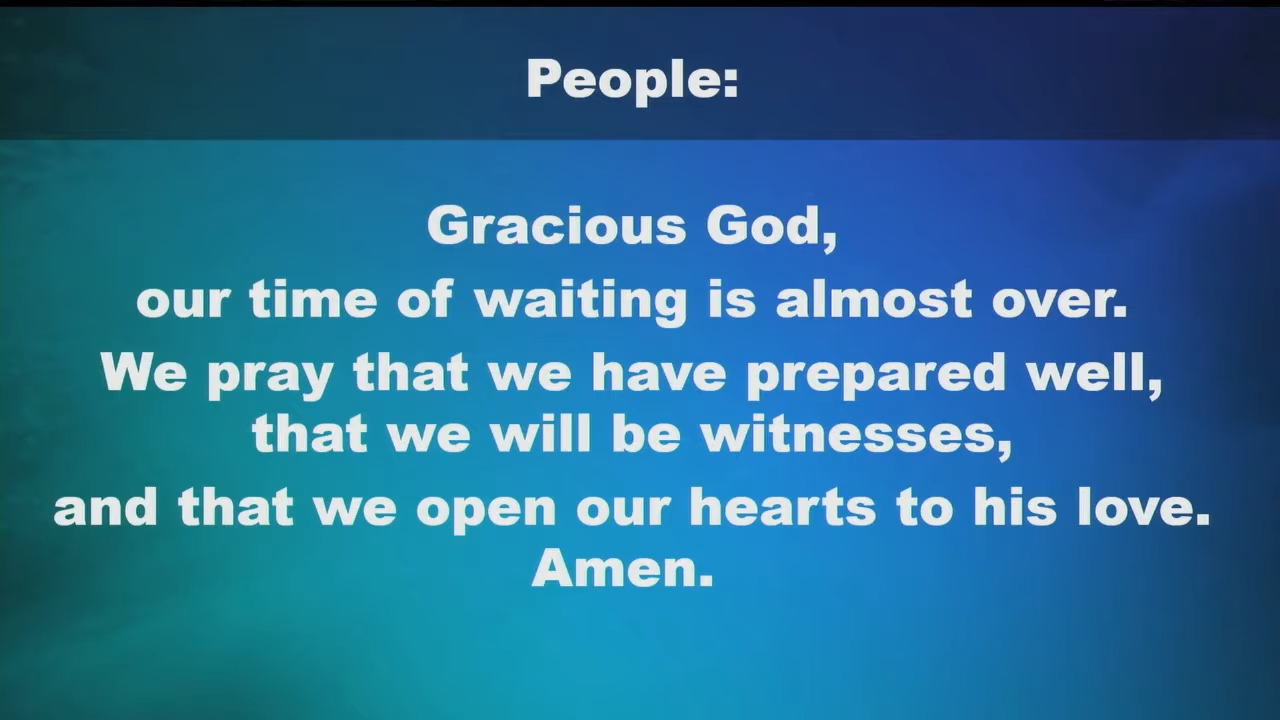 People:
Gracious God,
our time of waiting is almost over.
We pray that we have prepared well,
that we will be witnesses,
and that we open our hearts to his love.
Amen.